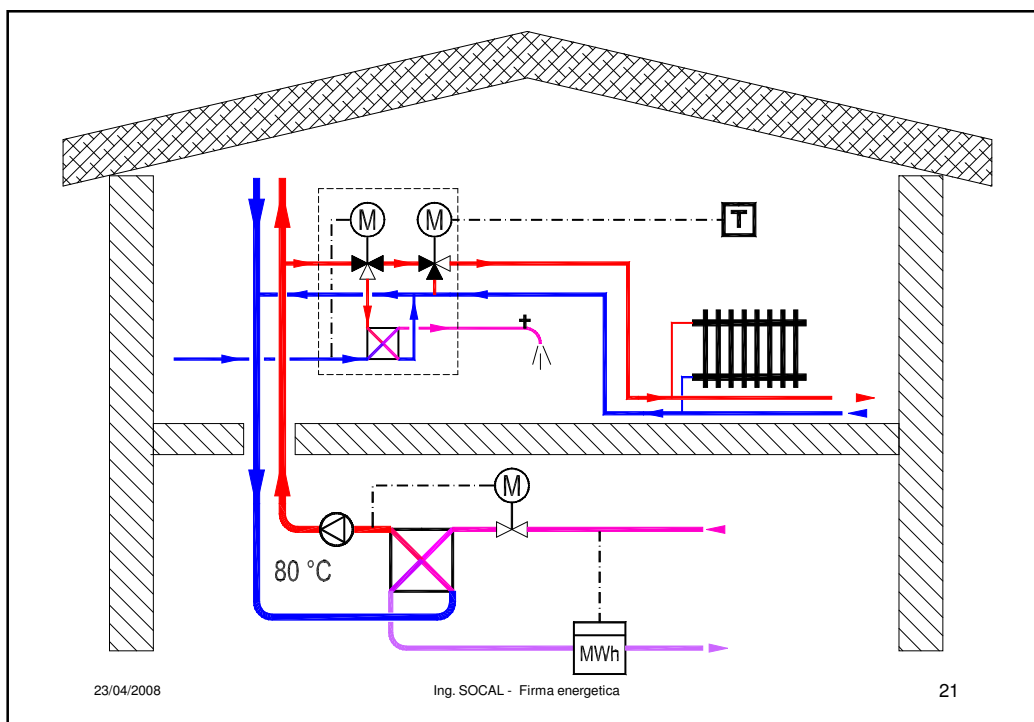 M M T
M
80 °C
MWh
23/04/2008 Ing. SOCAL - Firma energetica 21